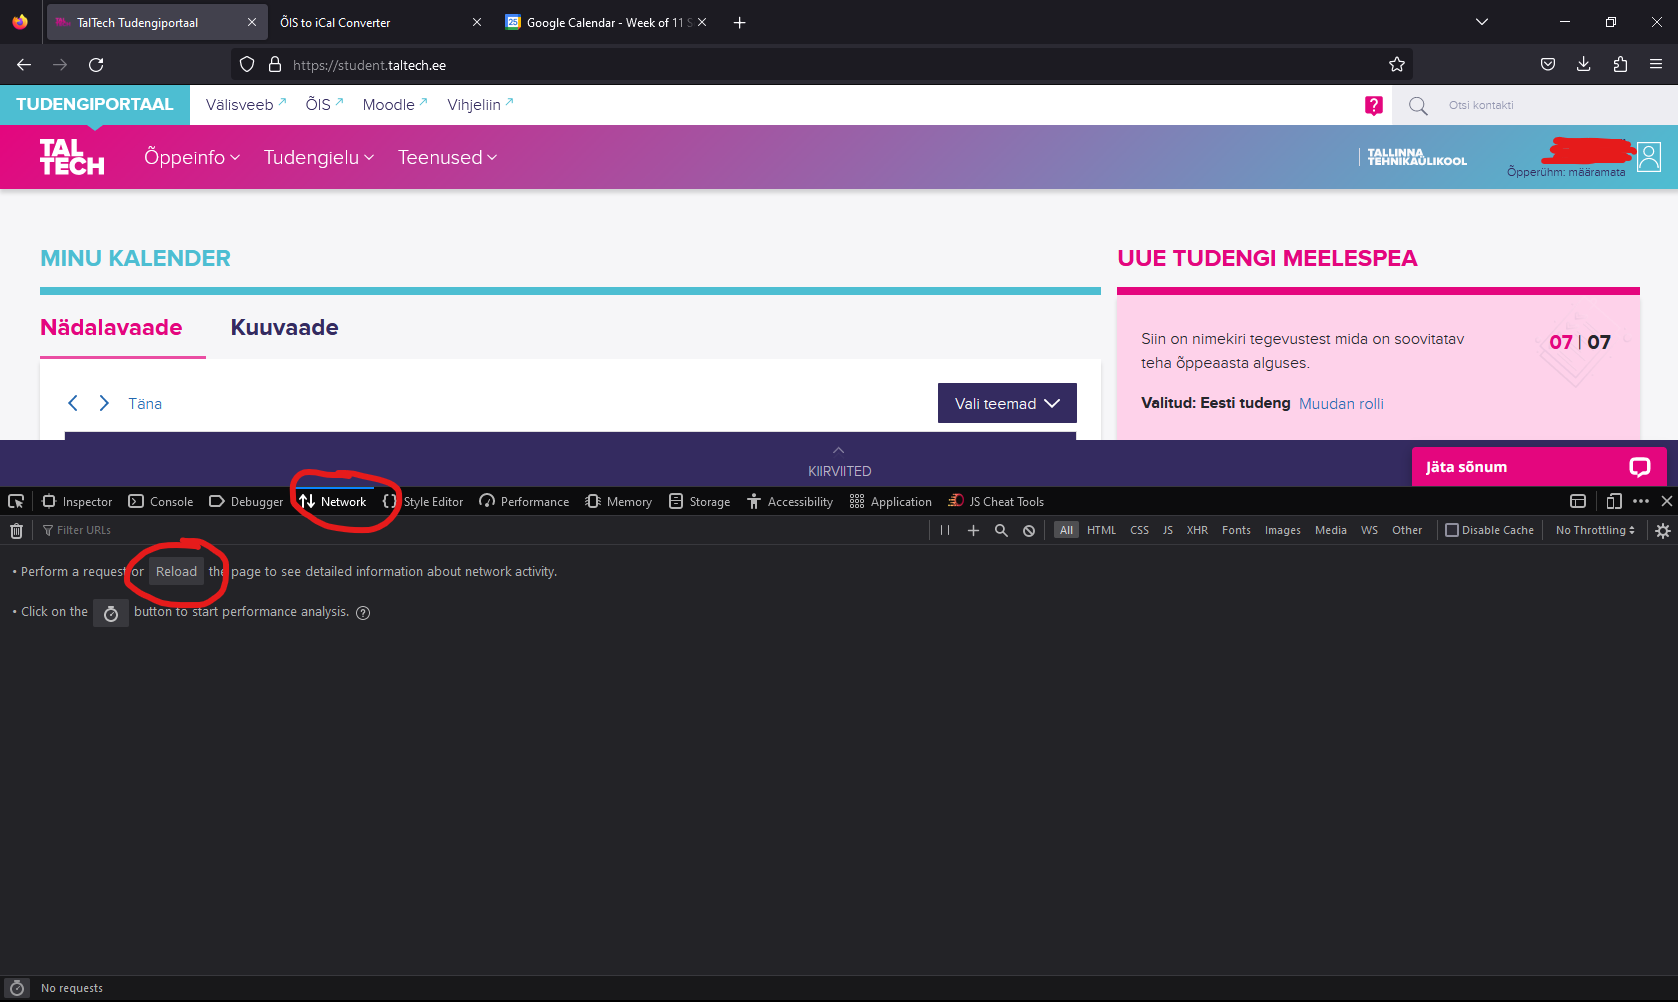 TalTech Tudengiportaal
ÕIS to iCal Converter
25 Google Calendar - Week of 11 S
https://student.taltech.ee
TUDENGIPORTAAL Välisveeb ÕIS Moodle Vihjeliin ? Otsi kontakti
TAL TECH
Õppeinfo Tudengielu Teenused
TALLINNA TEHNIKAÜLIKOOL
Õpperühm: määramata
MINU KALENDER
Nädalavaade Kuuvaade
Täna
Vali teemad
UUE TUDENGI MEELESPEA
Siin on nimekiri tegevustest mida on soovitatav
teha õppeaasta alguses.
07 | 07
Valitud: Eesti tudeng Muudan rolli
KIIRVIITED
Jäta sõnum
Inspector Console Debugger Network Style Editor Performance Memory Storage Accessibility Application JS Cheat Tools
Filter URLs All HTML CSS JS XHR Fonts Images Media WS Other Disable Cache No Throttling
• Perform a request or Reload the page to see detailed information about network activity.
• Click on the button to start performance analysis. ?
No requests